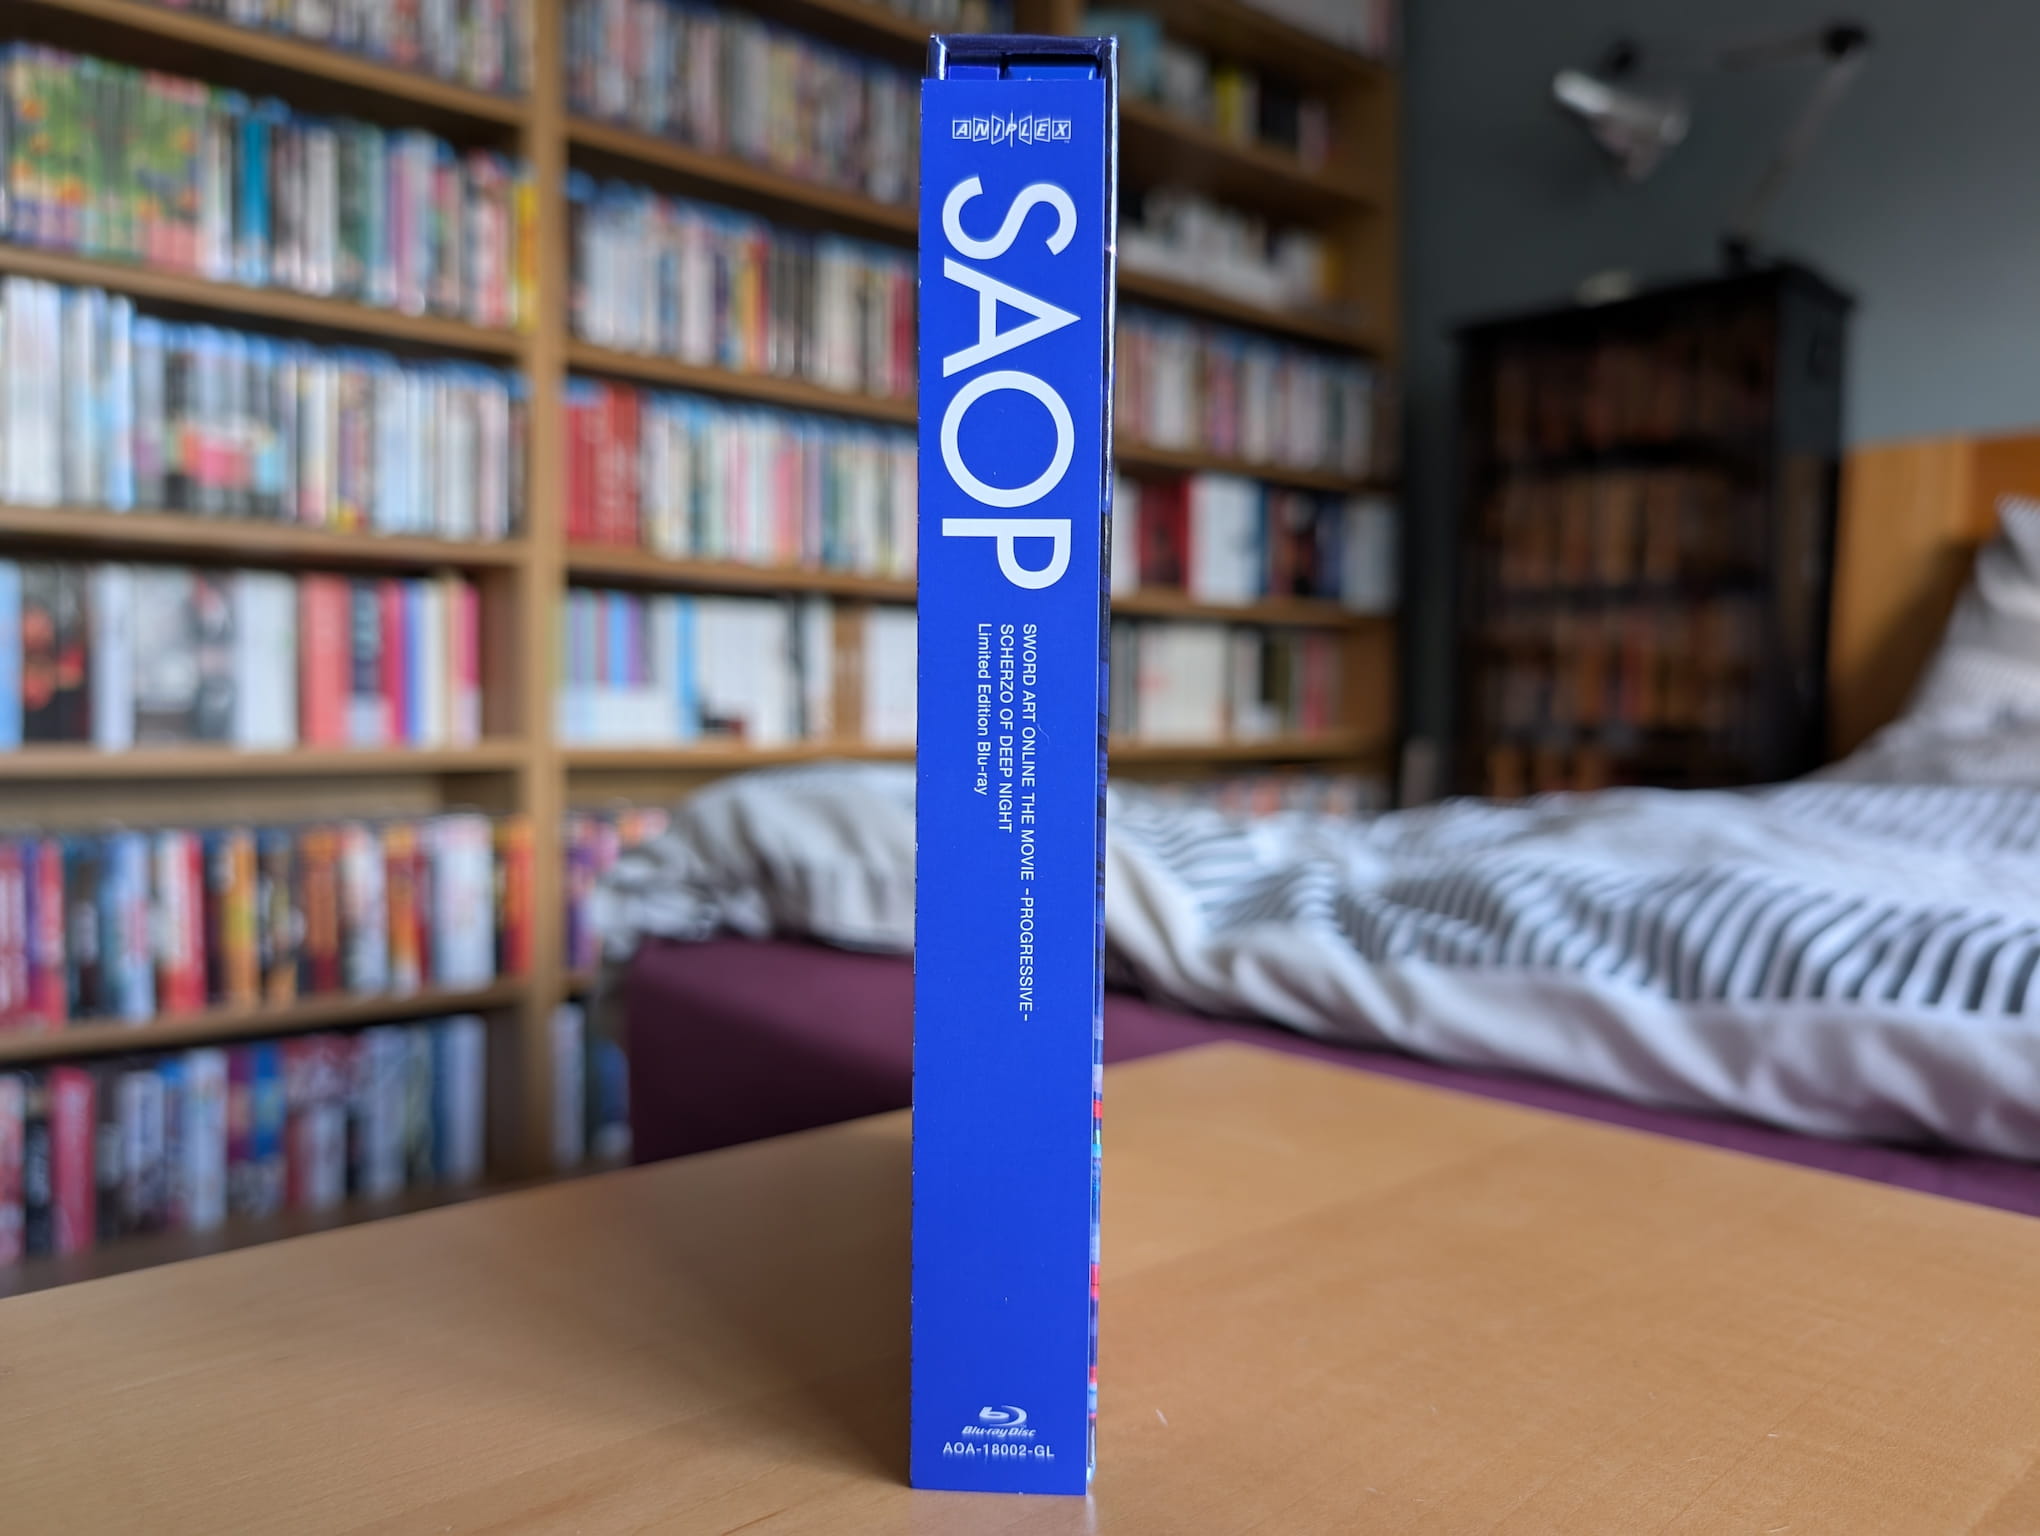 ANIPLEX
SAOP
SWORD ART ONLINE THE MOVIE -PROGRESSIVE-
SCHERZO OF DEEP NIGHT
Limited Edition Blu-ray
Blu-ray Disc
AOA-18002-GL